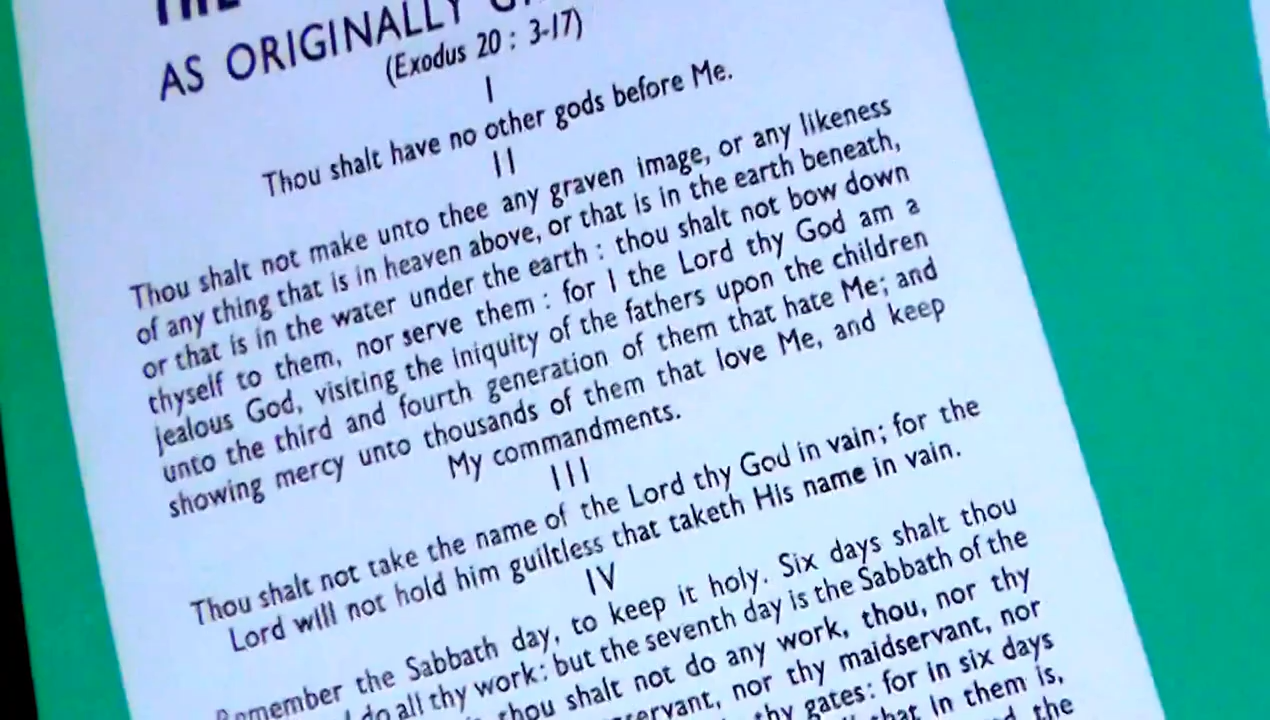 THE
AS ORIGINALLY
(Exodus 20 : 3-17)
I
Thou shalt have no other gods before Me.
II
Thou shalt not make unto thee any graven image, or any likeness
of any thing that is in heaven above, or that is in the earth beneath,
or that is in the water under the earth : thou shalt not bow down
thyself to them, nor serve them : for I the Lord thy God am a
jealous God, visiting the iniquity of the fathers upon the children
unto the third and fourth generation of them that hate Me; and
showing mercy unto thousands of them that love Me, and keep
My commandments.
III
Thou shalt not take the name of the Lord thy God in vain; for the
Lord will not hold him guiltless that taketh His name in vain.
IV
Remember the Sabbath day, to keep it holy. Six days shalt thou
do all thy work: but the seventh day is the Sabbath of the
thou shalt not do any work, thou, nor thy
nor thy maidservant, nor
thy gates: for in six days
that in them is,
the